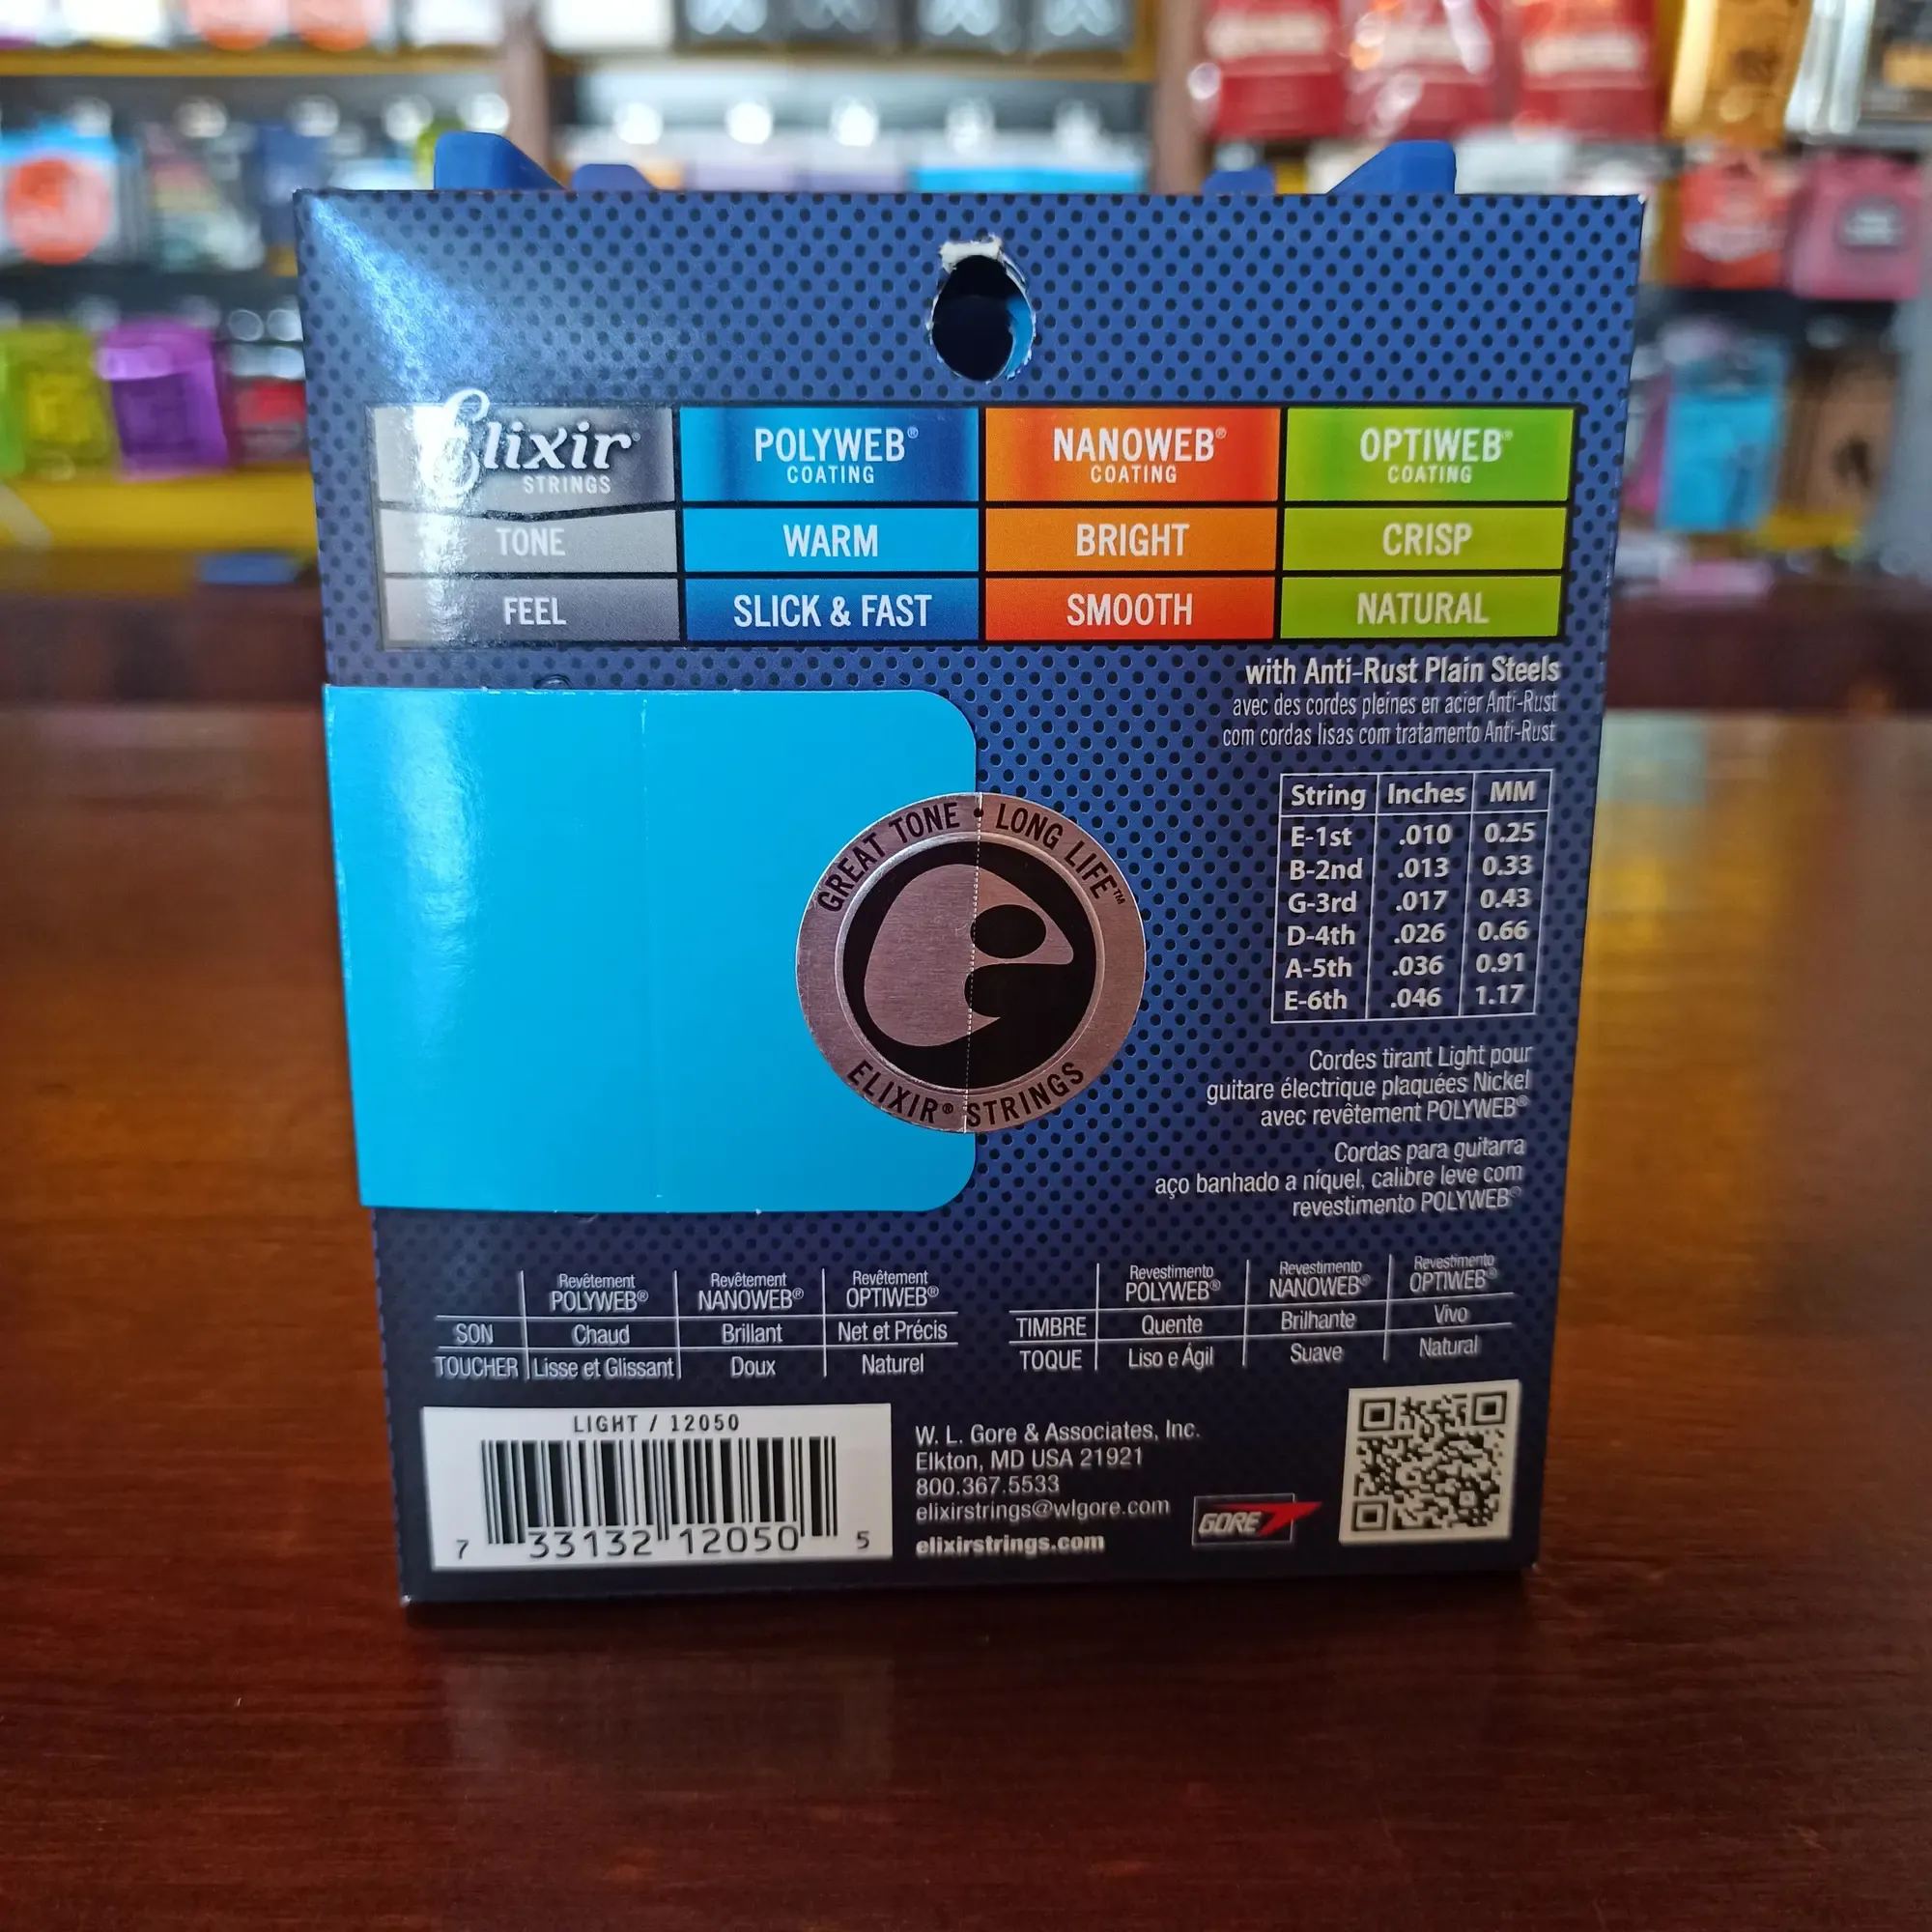 Elixir®
STRINGS
POLYWEB®
COATING
NANOWEB®
COATING
OPTIWEB®
COATING
TONE
WARM
BRIGHT
CRISP
FEEL
SLICK & FAST
SMOOTH
NATURAL
with Anti-Rust Plain Steels
avec des cordes pleines en acier Anti-Rust
com cordas lisas com tratamento Anti-Rust
String Inches MM
E-1st .010 0.25
B-2nd .013 0.33
G-3rd .017 0.43
D-4th .026 0.66
A-5th .036 0.91
E-6th .046 1.17
GREAT TONE • LONG LIFE™
ELIXIR® STRINGS
Cordes tirant Light pour
guitare électrique plaquées Nickel
avec revêtement POLYWEB®
Cordas para guitarra
aço banhado a níquel, calibre leve com
revestimento POLYWEB®
Revêtement
POLYWEB®
Revêtement
NANOWEB®
Revêtement
OPTIWEB®
SON Chaud Brillant Net et Précis
TOUCHER Lisse et Glissant Doux Naturel
Revestimento
POLYWEB®
Revestimento
NANOWEB®
Revestimento
OPTIWEB®
TIMBRE Quente Brilhante Vivo
TOQUE Liso e Ágil Suave Natural
LIGHT / 12050
7 33132 12050 5
W. L. Gore & Associates, Inc.
Elkton, MD USA 21921
800.367.5533
elixirstrings@wlgore.com
elixirstrings.com
GORE